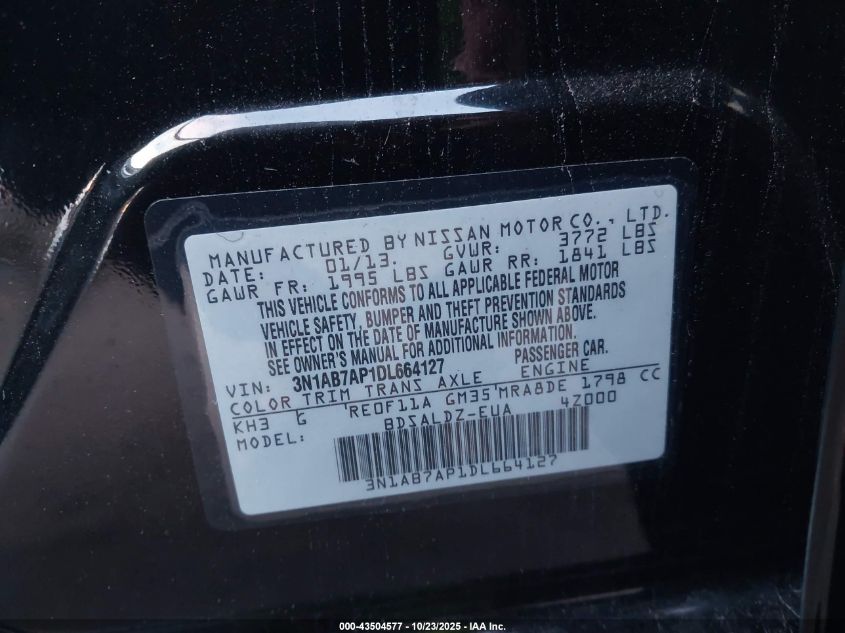 MANUFACTURED BY NISSAN MOTOR CO., LTD.
DATE: 01/13. GVWR: 3772 LBS
GAWR FR: 1995 LBS GAWR RR: 1841 LBS
THIS VEHICLE CONFORMS TO ALL APPLICABLE FEDERAL MOTOR
VEHICLE SAFETY, BUMPER AND THEFT PREVENTION STANDARDS
IN EFFECT ON THE DATE OF MANUFACTURE SHOWN ABOVE.
SEE OWNER'S MANUAL FOR ADDITIONAL INFORMATION.
VIN: 3N1AB7AP1DL664127 PASSENGER CAR.
COLOR TRIM TRANS AXLE ENGINE
KH3 G 'RE0F11A GM35'MRA8DE 1798 CC
MODEL: BDSALDZ-EUA 4Z000
3N1AB7AP1DL664127
000-43504577 - 10/23/2025 - IAA Inc.